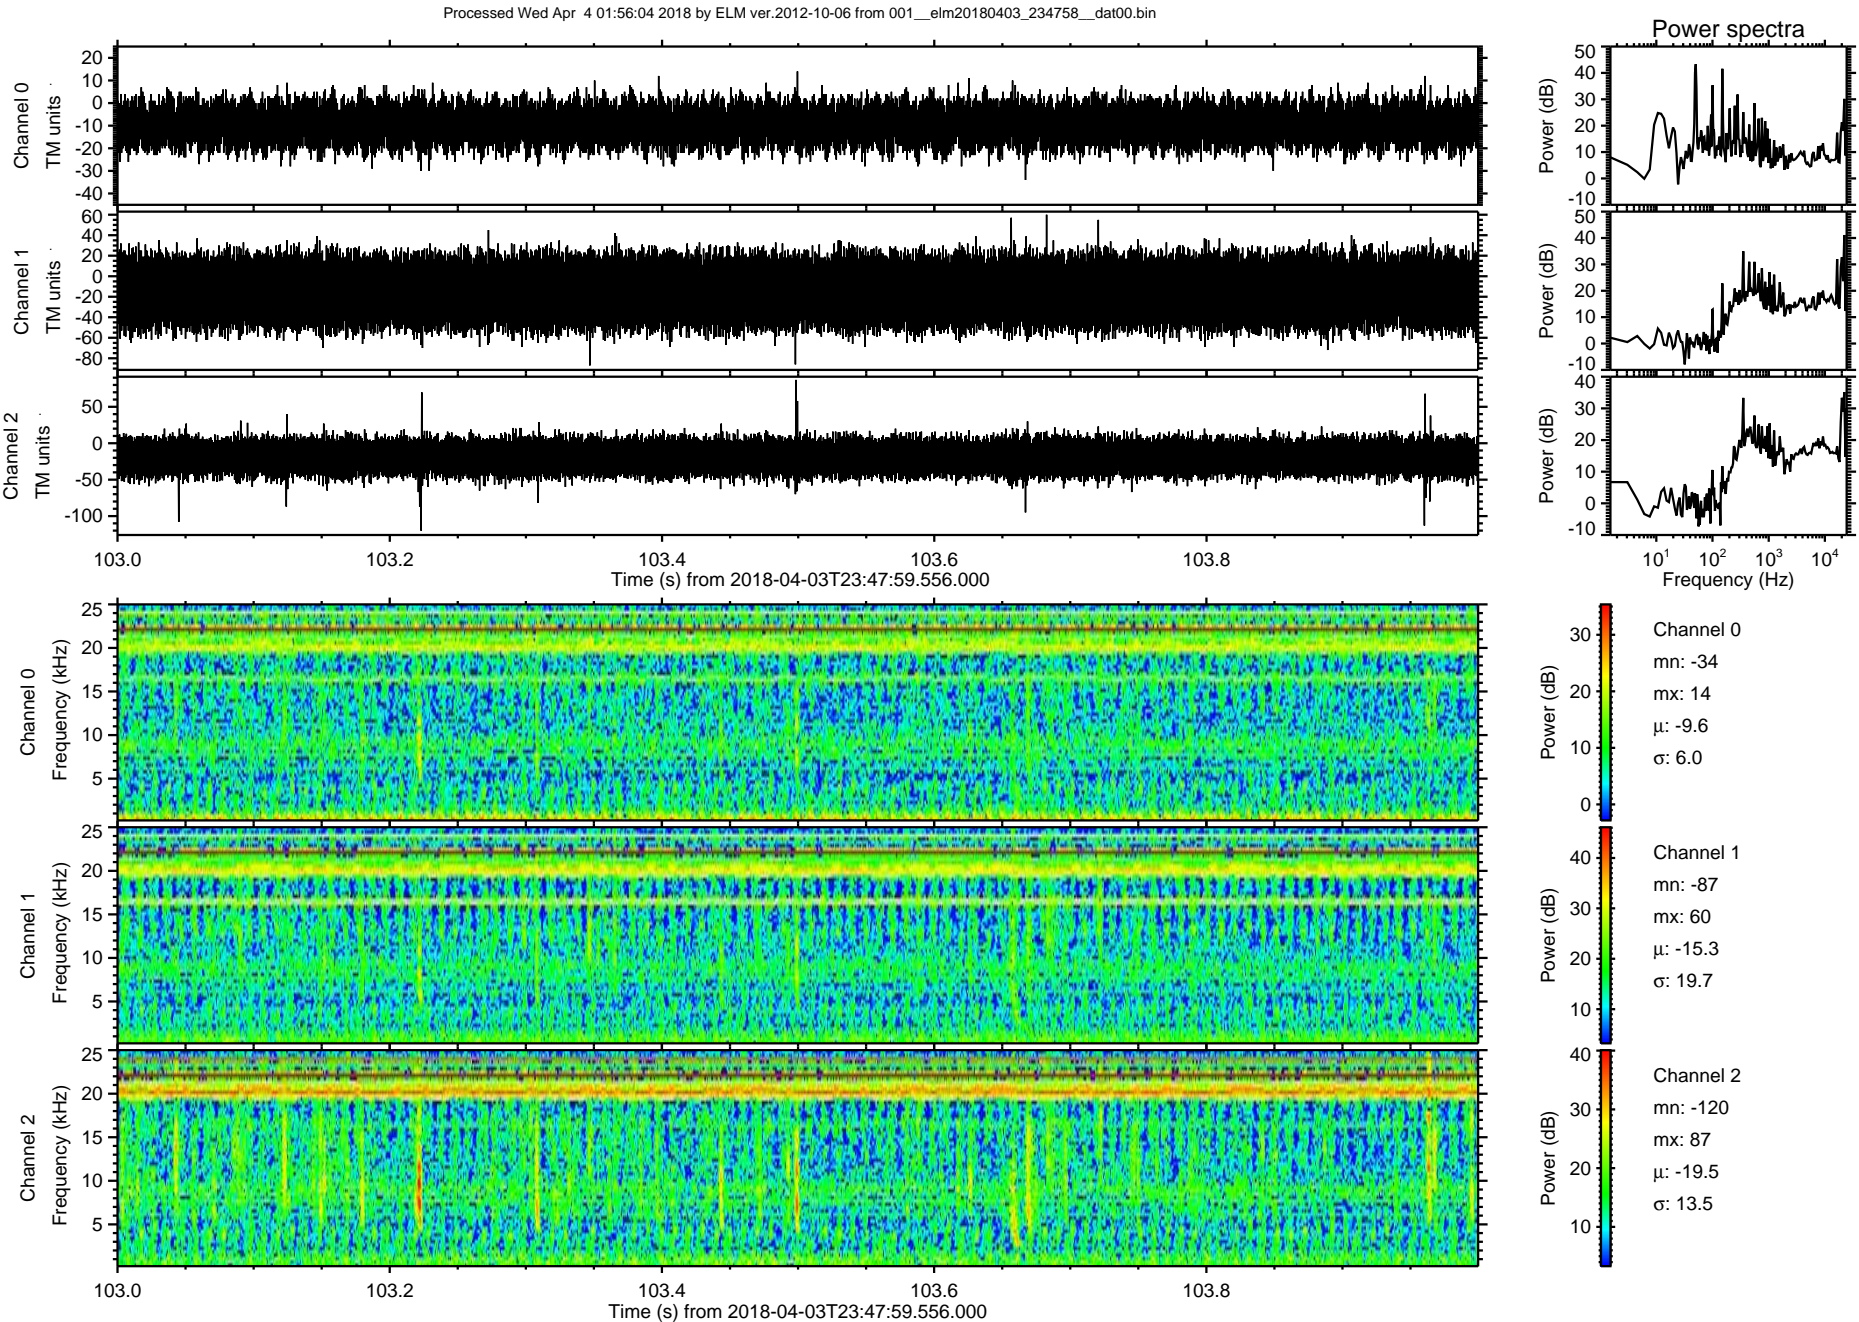 Processed Wed Apr  4 01:56:04 2018 by ELM ver.2012-10-06 from 001__elm20180403_234758__dat00.bin
Power spectra
Channel 0
TM units
20
10
0
-10
-20
-30
-40
Power (dB)
50
40
30
20
10
0
-10
Channel 1
TM units
60
40
20
0
-20
-40
-60
-80
Power (dB)
50
40
30
20
10
0
-10
Channel 2
TM units
50
0
-50
-100
Power (dB)
40
30
20
10
0
-10
103.0 103.2 103.4 103.6 103.8
Time (s) from 2018-04-03T23:47:59.556.000
10^1 10^2 10^3 10^4
Frequency (Hz)
Channel 0
Frequency (kHz)
25
20
15
10
5
Power (dB)
30
20
10
0
Channel 0
mn: -34
mx: 14
μ: -9.6
σ: 6.0
Channel 1
Frequency (kHz)
25
20
15
10
5
Power (dB)
40
30
20
10
Channel 1
mn: -87
mx: 60
μ: -15.3
σ: 19.7
Channel 2
Frequency (kHz)
25
20
15
10
5
Power (dB)
40
30
20
10
Channel 2
mn: -120
mx: 87
μ: -19.5
σ: 13.5
103.0 103.2 103.4 103.6 103.8
Time (s) from 2018-04-03T23:47:59.556.000